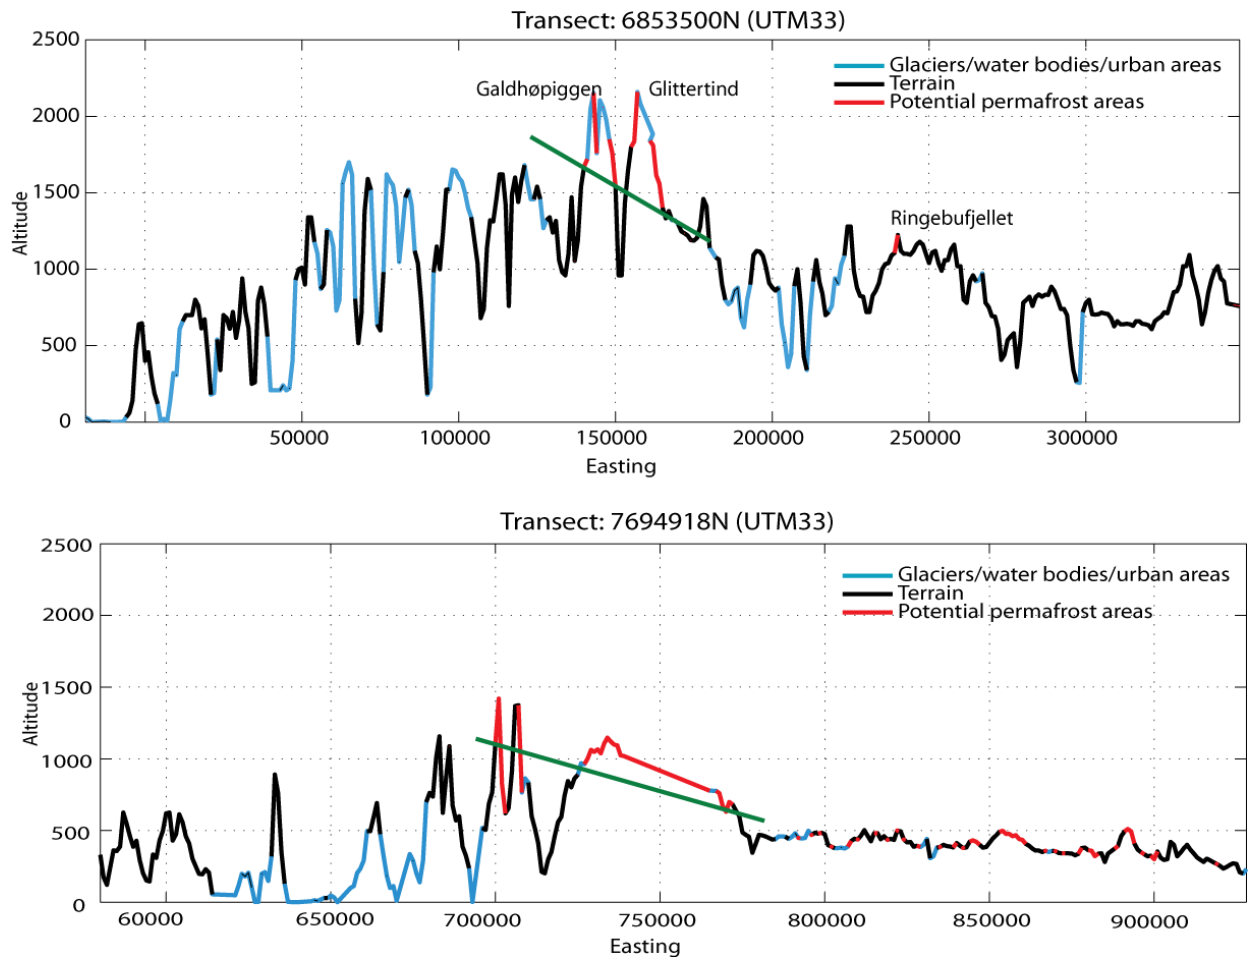 Transect: 6853500N (UTM33)
2500
2000
1500
1000
500
0
Altitude
Galdhøpiggen
Glittertind
Ringebufjellet
Glaciers/water bodies/urban areas
Terrain
Potential permafrost areas
50000 100000 150000 200000 250000 300000
Easting
Transect: 7694918N (UTM33)
2500
2000
1500
1000
500
0
Altitude
Glaciers/water bodies/urban areas
Terrain
Potential permafrost areas
60000 650000 700000 750000 800000 850000 900000
Easting